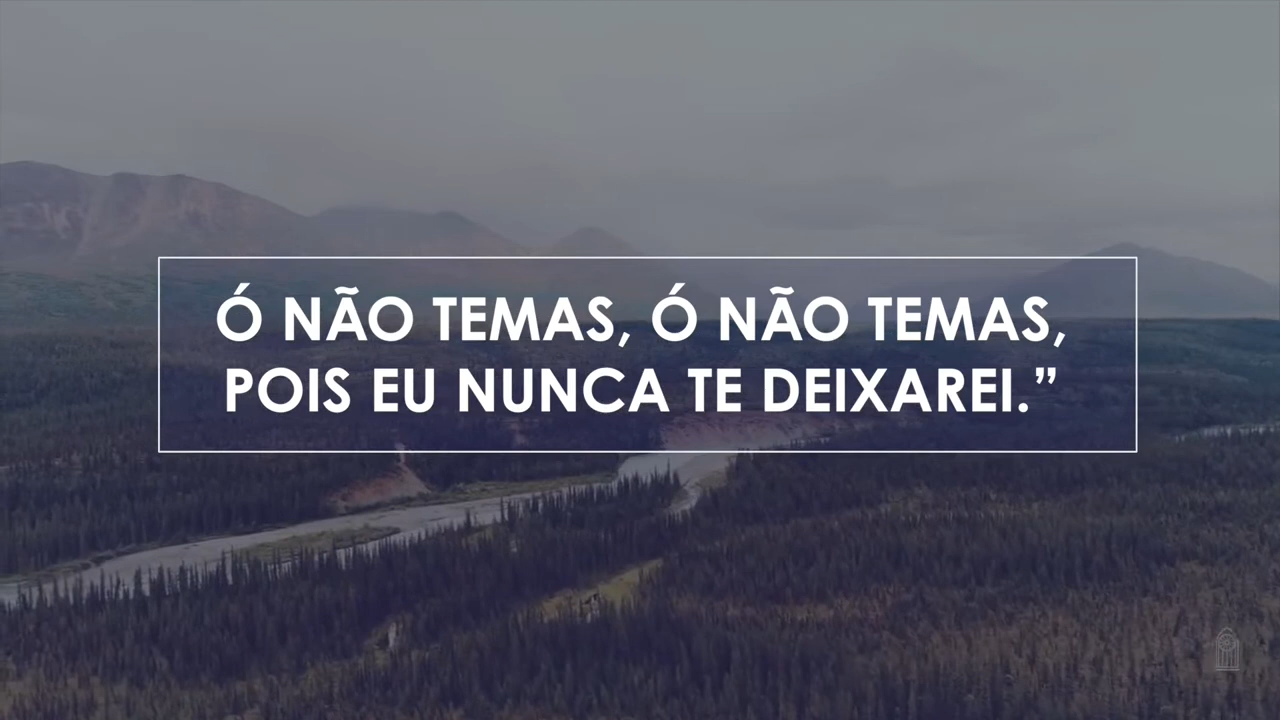 Ó NÃO TEMAS, Ó NÃO TEMAS,
POIS EU NUNCA TE DEIXAREI.”